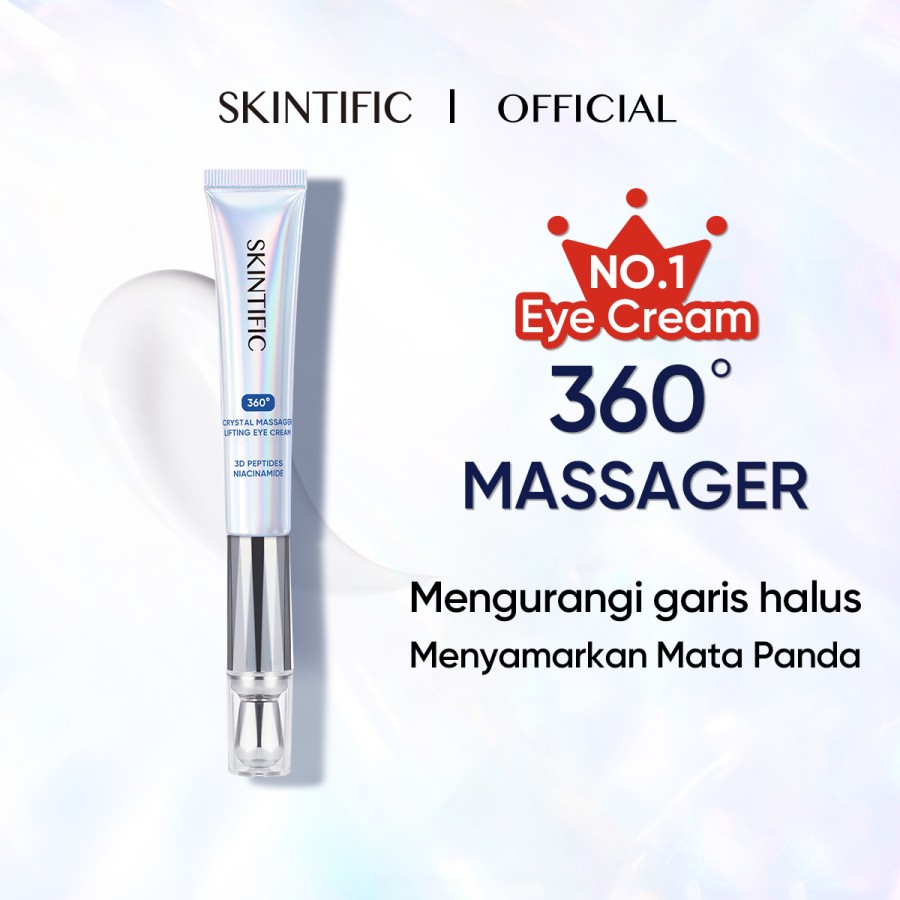 SKINTIFIC | OFFICIAL
SKINTIFIC
360°
CRYSTAL MASSAGER
LIFTING EYE CREAM
3D PEPTIDES
NIACINAMIDE
NO.1
Eye Cream
360°
MASSAGER
Mengurangi garis halus
Menyamarkan Mata Panda